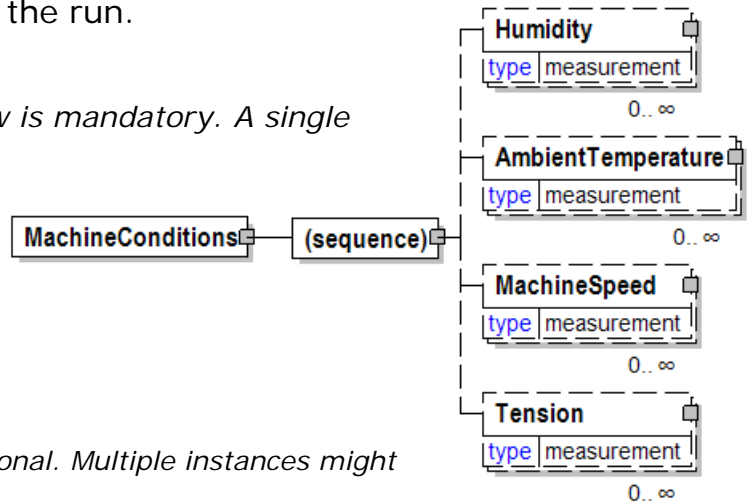 the run.
is mandatory. A single
MachineConditions
(sequence)
Humidity
type measurement
0.. ∞
AmbientTemperature
type measurement
0.. ∞
MachineSpeed
type measurement
0.. ∞
Tension
type measurement
0.. ∞
Multiple instances might